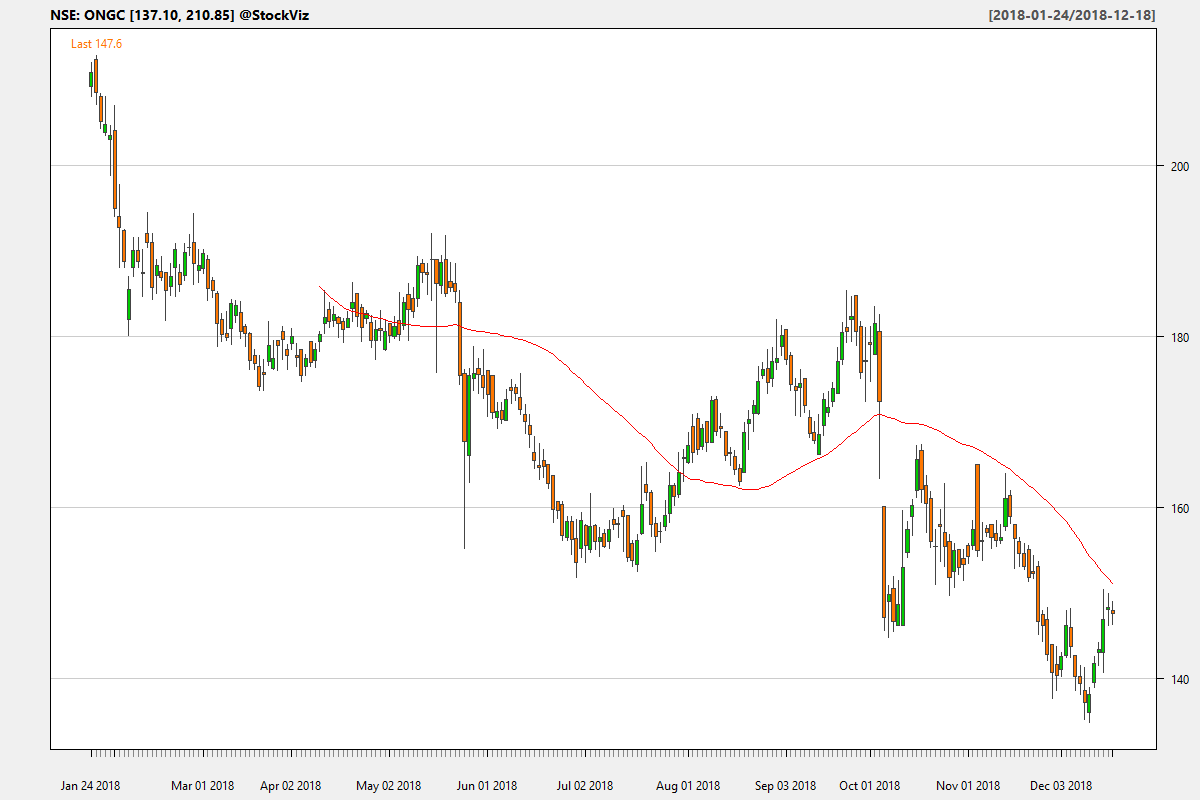 NSE: ONGC [137.10, 210.85] @StockViz
[2018-01-24/2018-12-18]
Last 147.6
200
180
160
140
Jan 24 2018
Mar 01 2018
Apr 02 2018
May 02 2018
Jun 01 2018
Jul 02 2018
Aug 01 2018
Sep 03 2018
Oct 01 2018
Nov 01 2018
Dec 03 2018